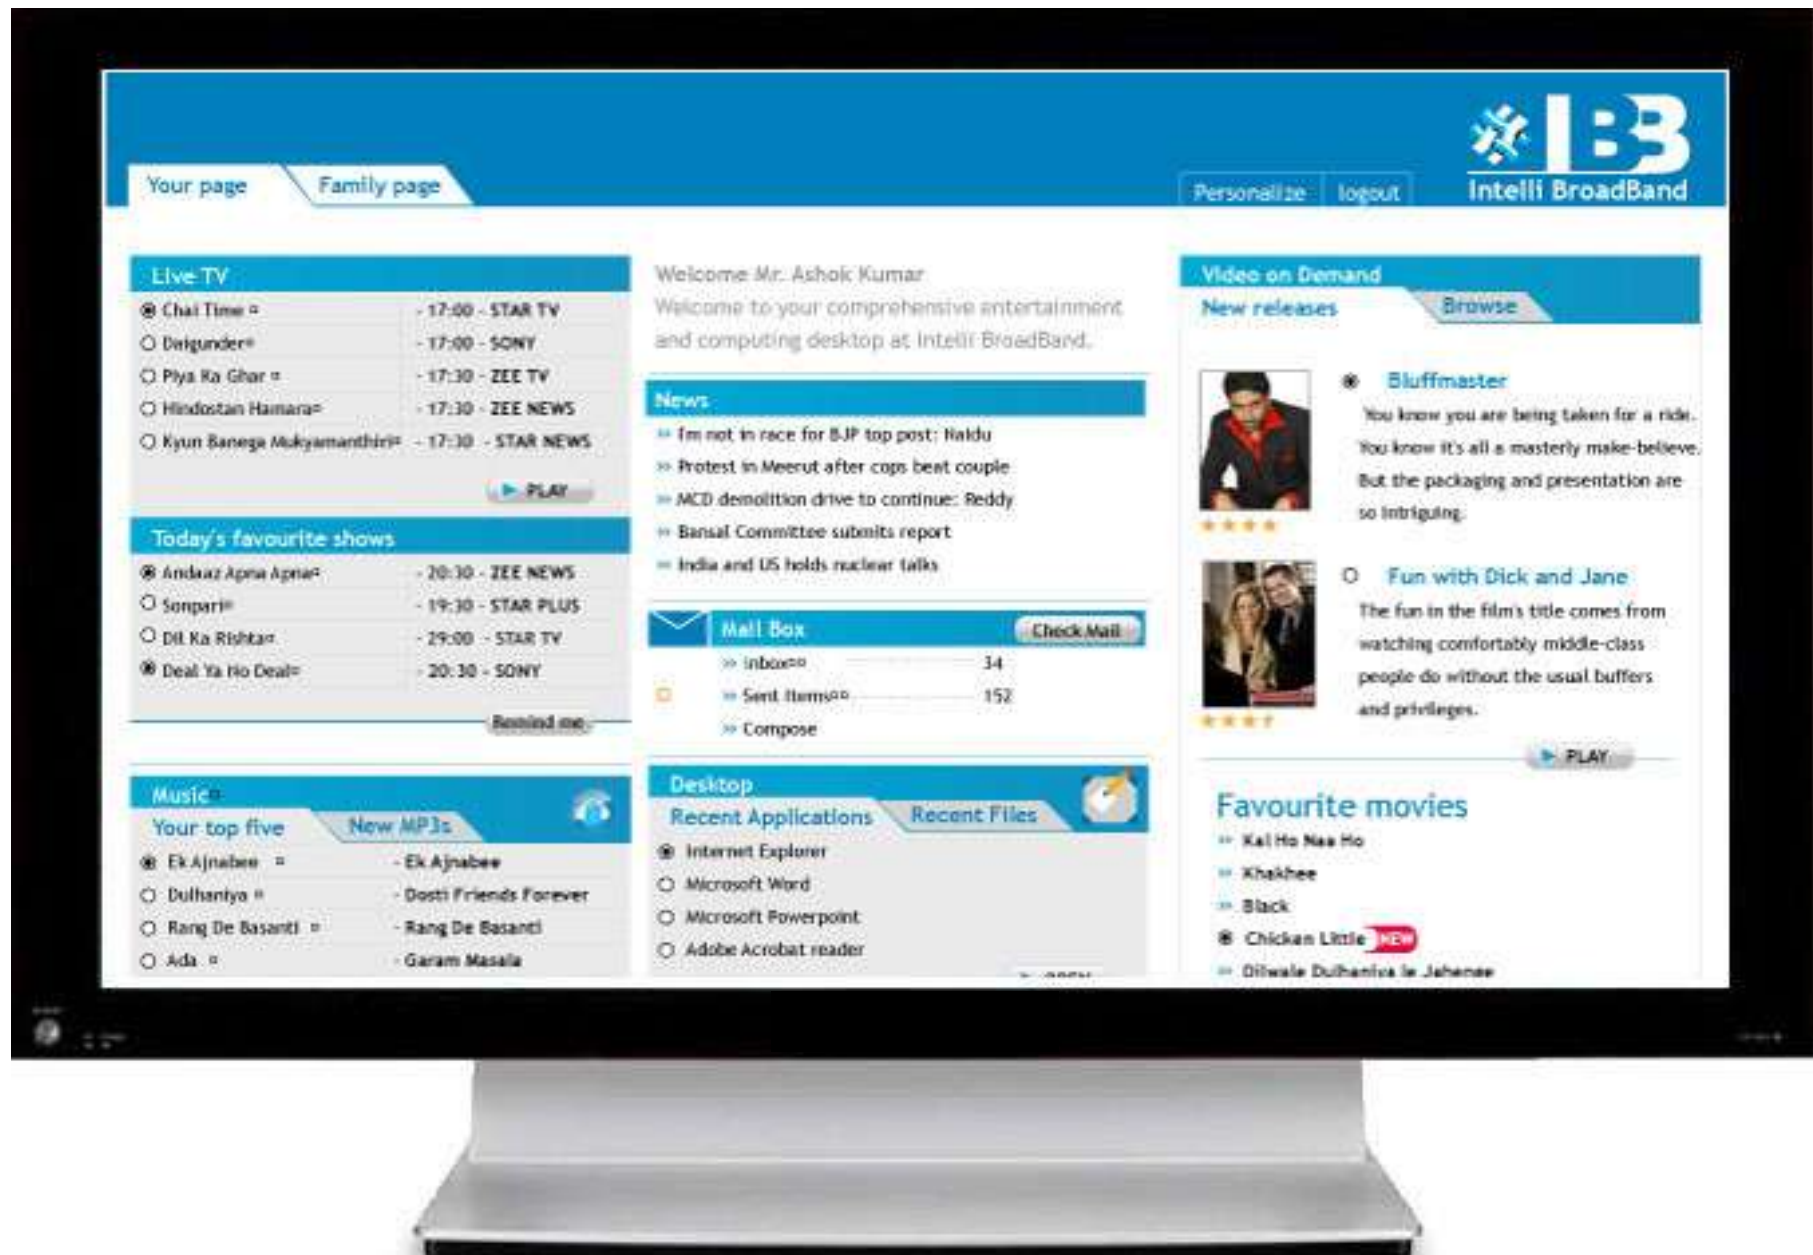 IBB
Intelli BroadBand
Your page
Family page
Personalize
logout
Live TV
Chai Time - 17:00 - STAR TV
Daigunder - 17:00 - SONY
Piya Ka Ghar - 17:30 - ZEE TV
Hindostan Hamara - 17:30 - ZEE NEWS
Kyun Banega Mukyamanthiri - 17:30 - STAR NEWS
PLAY
Today's favourite shows
Andaaz Apna Apna - 20:30 - ZEE NEWS
Sonpari - 19:30 - STAR PLUS
Dil Ka Rishta - 29:00 - STAR TV
Deal Ya No Deal - 20:30 - SONY
Remind me
Music
Your top five
New MP3s
Ek Ajnabee - Ek Ajnabee
Dulhaniya - Dosti Friends Forever
Rang De Basanti - Rang De Basanti
Ada - Garam Masala
Welcome Mr. Ashok Kumar
Welcome to your comprehensive entertainment
and computing desktop at Intelli BroadBand.
News
I'm not in race for BJP top post: Naidu
Protest in Meerut after cops beat couple
MCD demolition drive to continue: Reddy
Bansal Committee submits report
India and US holds nuclear talks
Mail Box
Check Mail
Inbox 34
Sent Items 152
Compose
Desktop
Recent Applications
Recent Files
Internet Explorer
Microsoft Word
Microsoft Powerpoint
Adobe Acrobat reader
OPEN
Video on Demand
New releases
Browse
Bluffmaster
You know you are being taken for a ride.
You know it's all a masterly make-believe.
But the packaging and presentation are
so intriguing.
Fun with Dick and Jane
The fun in the film's title comes from
watching comfortably middle-class
people do without the usual buffers
and privileges.
PLAY
Favourite movies
Kal Ho Naa Ho
Khakhee
Black
Chicken Little NEW
Dilwale Dulhaniya le Jahenge